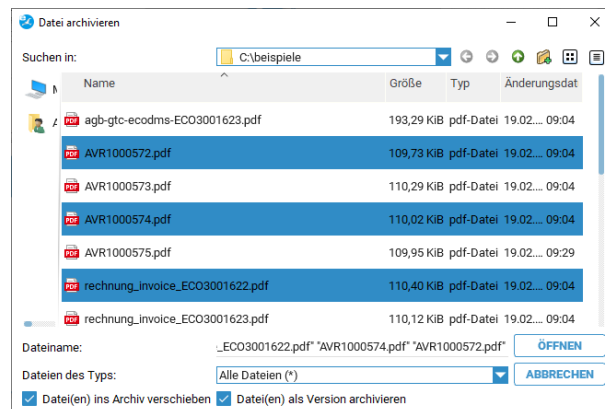 Datei archivieren
Suchen in: C:\beispiele
Name Größe Typ Änderungsdat
agb-gtc-ecodms-ECO3001623.pdf 193,29 KiB pdf-Datei 19.02.... 09:04
AVR1000572.pdf 109,73 KiB pdf-Datei 19.02.... 09:04
AVR1000573.pdf 110,29 KiB pdf-Datei 19.02.... 09:04
AVR1000574.pdf 110,02 KiB pdf-Datei 19.02.... 09:04
AVR1000575.pdf 109,95 KiB pdf-Datei 19.02.... 09:29
rechnung_invoice_ECO3001622.pdf 110,40 KiB pdf-Datei 19.02.... 09:04
rechnung_invoice_ECO3001623.pdf 110,12 KiB pdf-Datei 19.02.... 09:04
Dateiname: _ECO3001622.pdf" "AVR1000574.pdf" "AVR1000572.pdf" ÖFFNEN
Dateien des Typs: Alle Dateien (*) ABBRECHEN
Datei(en) ins Archiv verschieben Datei(en) als Version archivieren